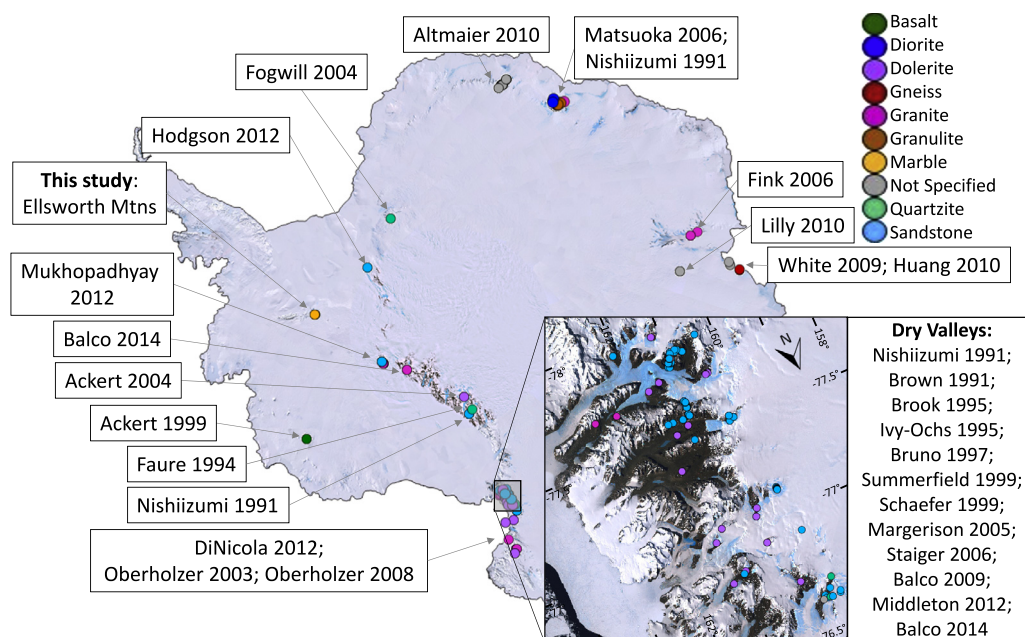 Altmaier 2010
Matsuoka 2006;
Nishiizumi 1991
Fogwill 2004
Hodgson 2012
This study:
Ellsworth Mtns
Mukhopadhyay
2012
Balco 2014
Ackert 2004
Ackert 1999
Faure 1994
Nishiizumi 1991
DiNicola 2012;
Oberholzer 2003; Oberholzer 2008
Basalt
Diorite
Dolerite
Gneiss
Granite
Granulite
Marble
Not Specified
Quartzite
Sandstone
Fink 2006
Lilly 2010
White 2009; Huang 2010
160°
158°
N
-78°
-77.5°
-77.5
-77°
162°
-76.5°
Dry Valleys:
Nishiizumi 1991;
Brown 1991;
Brook 1995;
Ivy-Ochs 1995;
Bruno 1997;
Summerfield 1999;
Schaefer 1999;
Margerison 2005;
Staiger 2006;
Balco 2009;
Middleton 2012;
Balco 2014